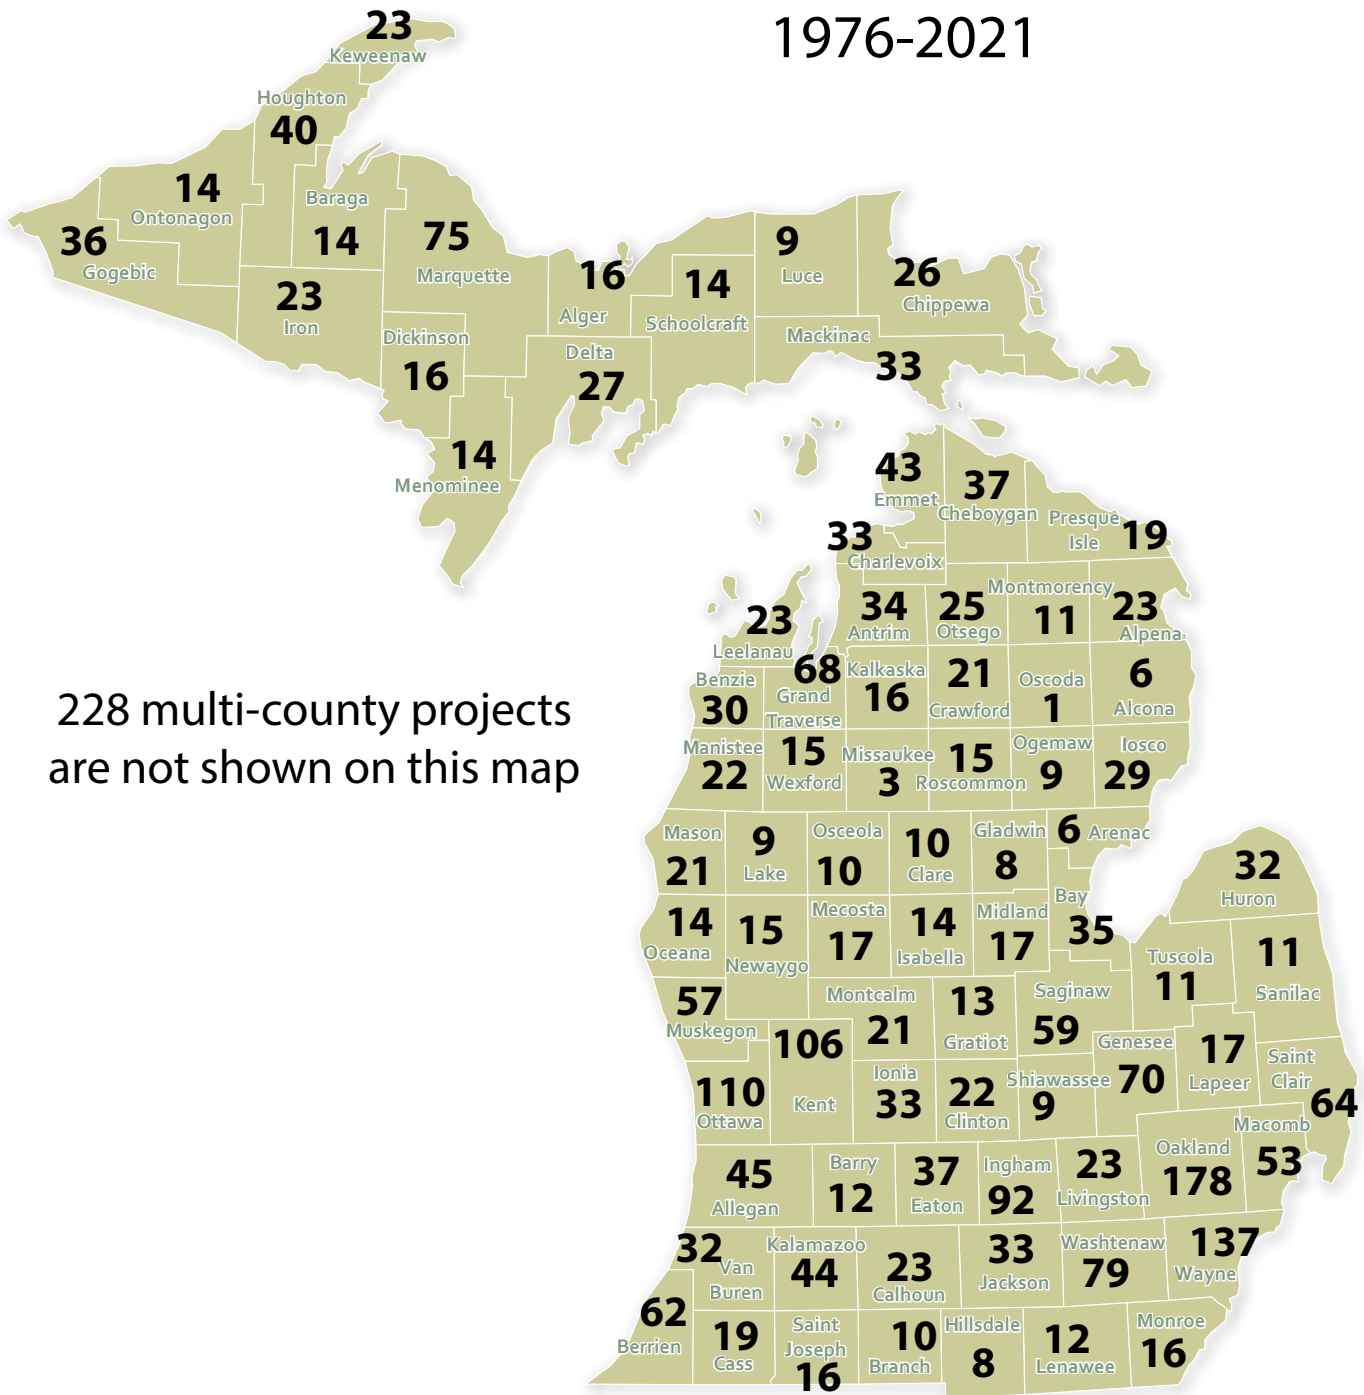 1976-2021
23
Keweenaw
Houghton
40
14
Ontonagon
Baraga
14
36
Gogebic
75
Marquette
23
Iron
16
Alger
14
Schoolcraft
9
Luce
26
Chippewa
Mackinac
33
Dickinson
16
Delta
27
14
Menominee
43
Emmet
37
Cheboygan
Presque
Isle
19
33
Charlevoix
34
Antrim
25
Otsego
Montmorency
11
23
Alpena
23
Leelanau
Benzie
30
68
Grand
Traverse
Kalkaska
16
21
Crawford
Oscoda
1
6
Alcona
228 multi-county projects
are not shown on this map
Manistee
22
15
Wexford
Missaukee
3
15
Roscommon
Ogemaw
9
Iosco
29
Mason
21
9
Lake
Osceola
10
10
Clare
Gladwin
8
6 Arenac
32
Huron
14
Oceana
15
Newaygo
Mecosta
17
14
Isabella
Midland
17
Bay
35
Tuscola
11
11
Sanilac
57
Muskegon
Montcalm
21
13
Gratiot
Saginaw
59
106
Kent
110
Ottawa
Ionia
33
22
Clinton
Shiawassee
9
Genesee
70
17
Lapeer
Saint
Clair
64
45
Allegan
Barry
12
37
Eaton
Ingham
92
23
Livingston
Oakland
178
Macomb
53
32
Van
Buren
Kalamazoo
44
23
Calhoun
33
Jackson
Washtenaw
79
137
Wayne
62
Berrien
19
Cass
Saint
Joseph
16
10
Branch
Hillsdale
8
12
Lenawee
Monroe
16